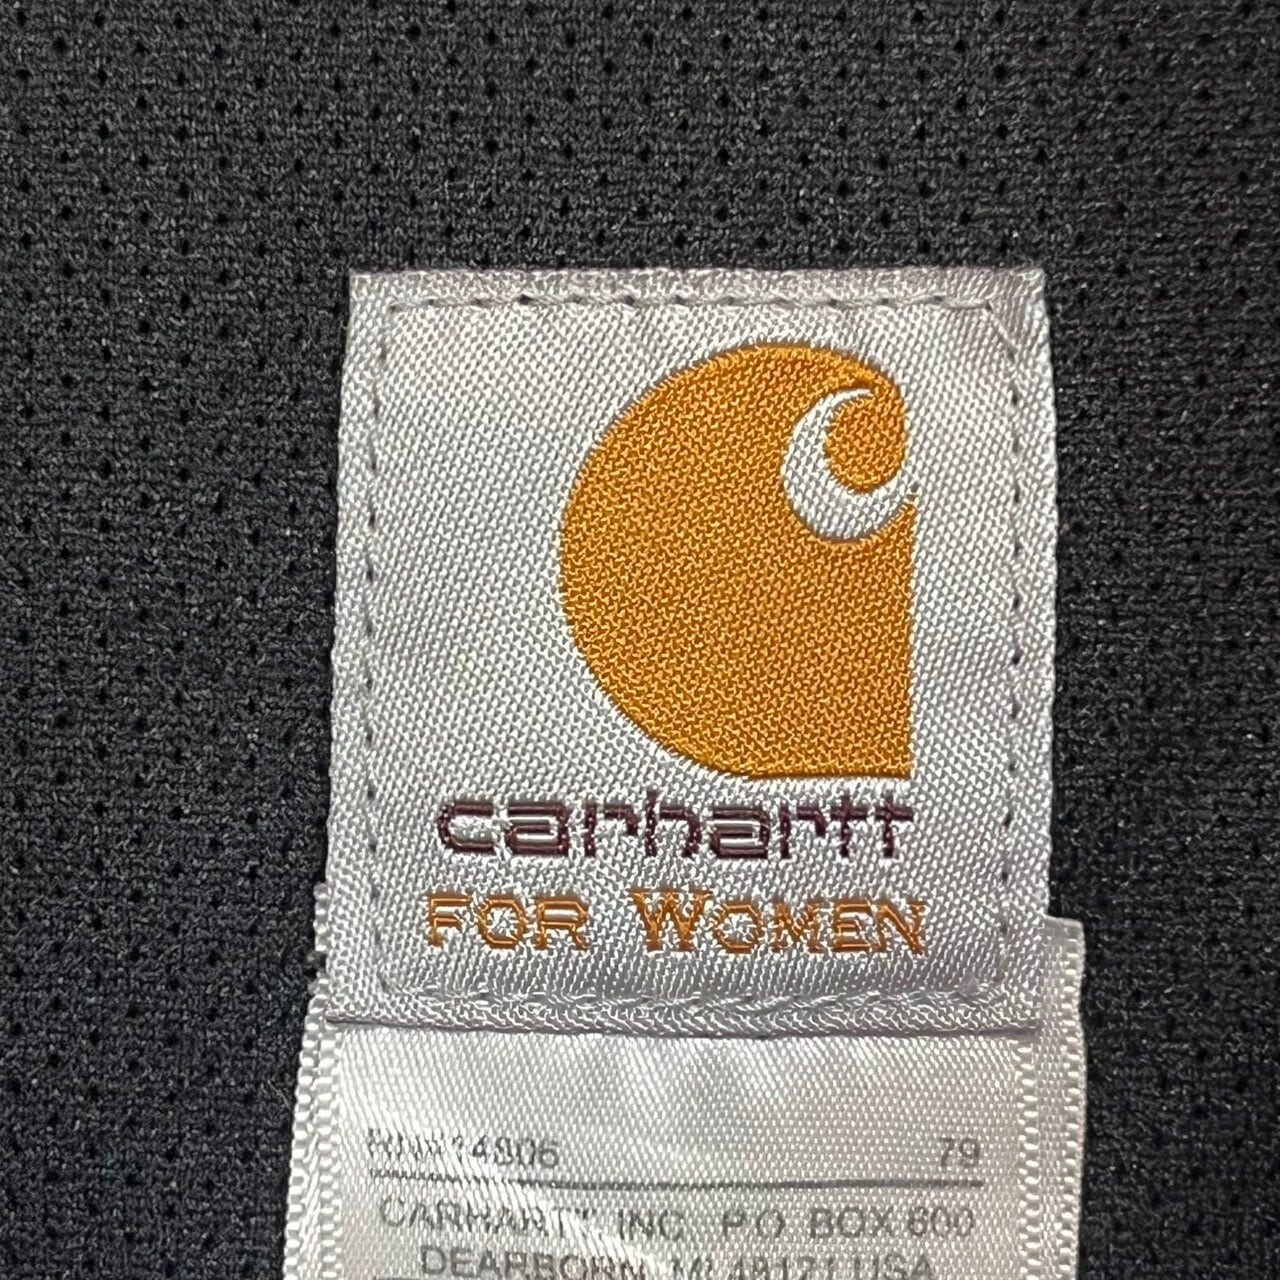 carhartt
FOR WOMEN
RN#14806 79
CARHARTT INC. P.O. BOX 600
DEARBORN, MI 48121 USA